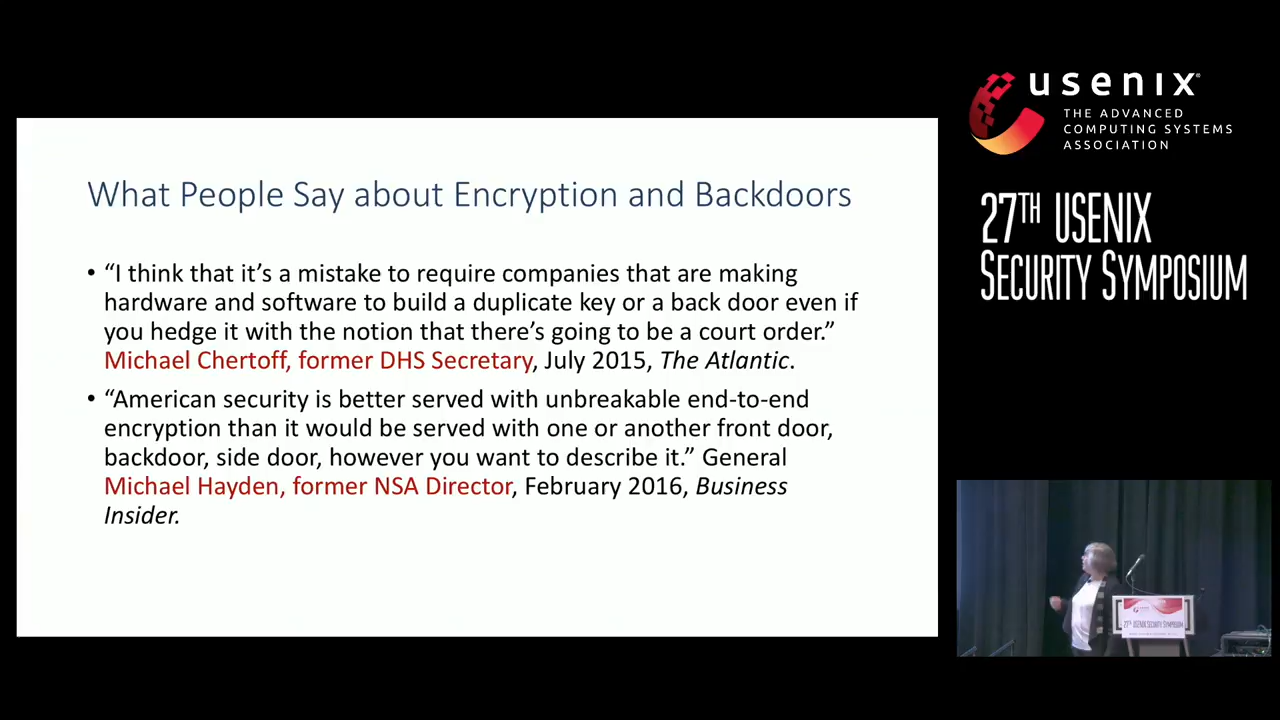 What People Say about Encryption and Backdoors
• “I think that it’s a mistake to require companies that are making
hardware and software to build a duplicate key or a back door even if
you hedge it with the notion that there’s going to be a court order.”
Michael Chertoff, former DHS Secretary, July 2015, The Atlantic.
• “American security is better served with unbreakable end-to-end
encryption than it would be served with one or another front door,
backdoor, side door, however you want to describe it.” General
Michael Hayden, former NSA Director, February 2016, Business
Insider.
usenix®
THE ADVANCED
COMPUTING SYSTEMS
ASSOCIATION
27TH USENIX
SECURITY SYMPOSIUM
27TH USENIX SECURITY SYMPOSIUM